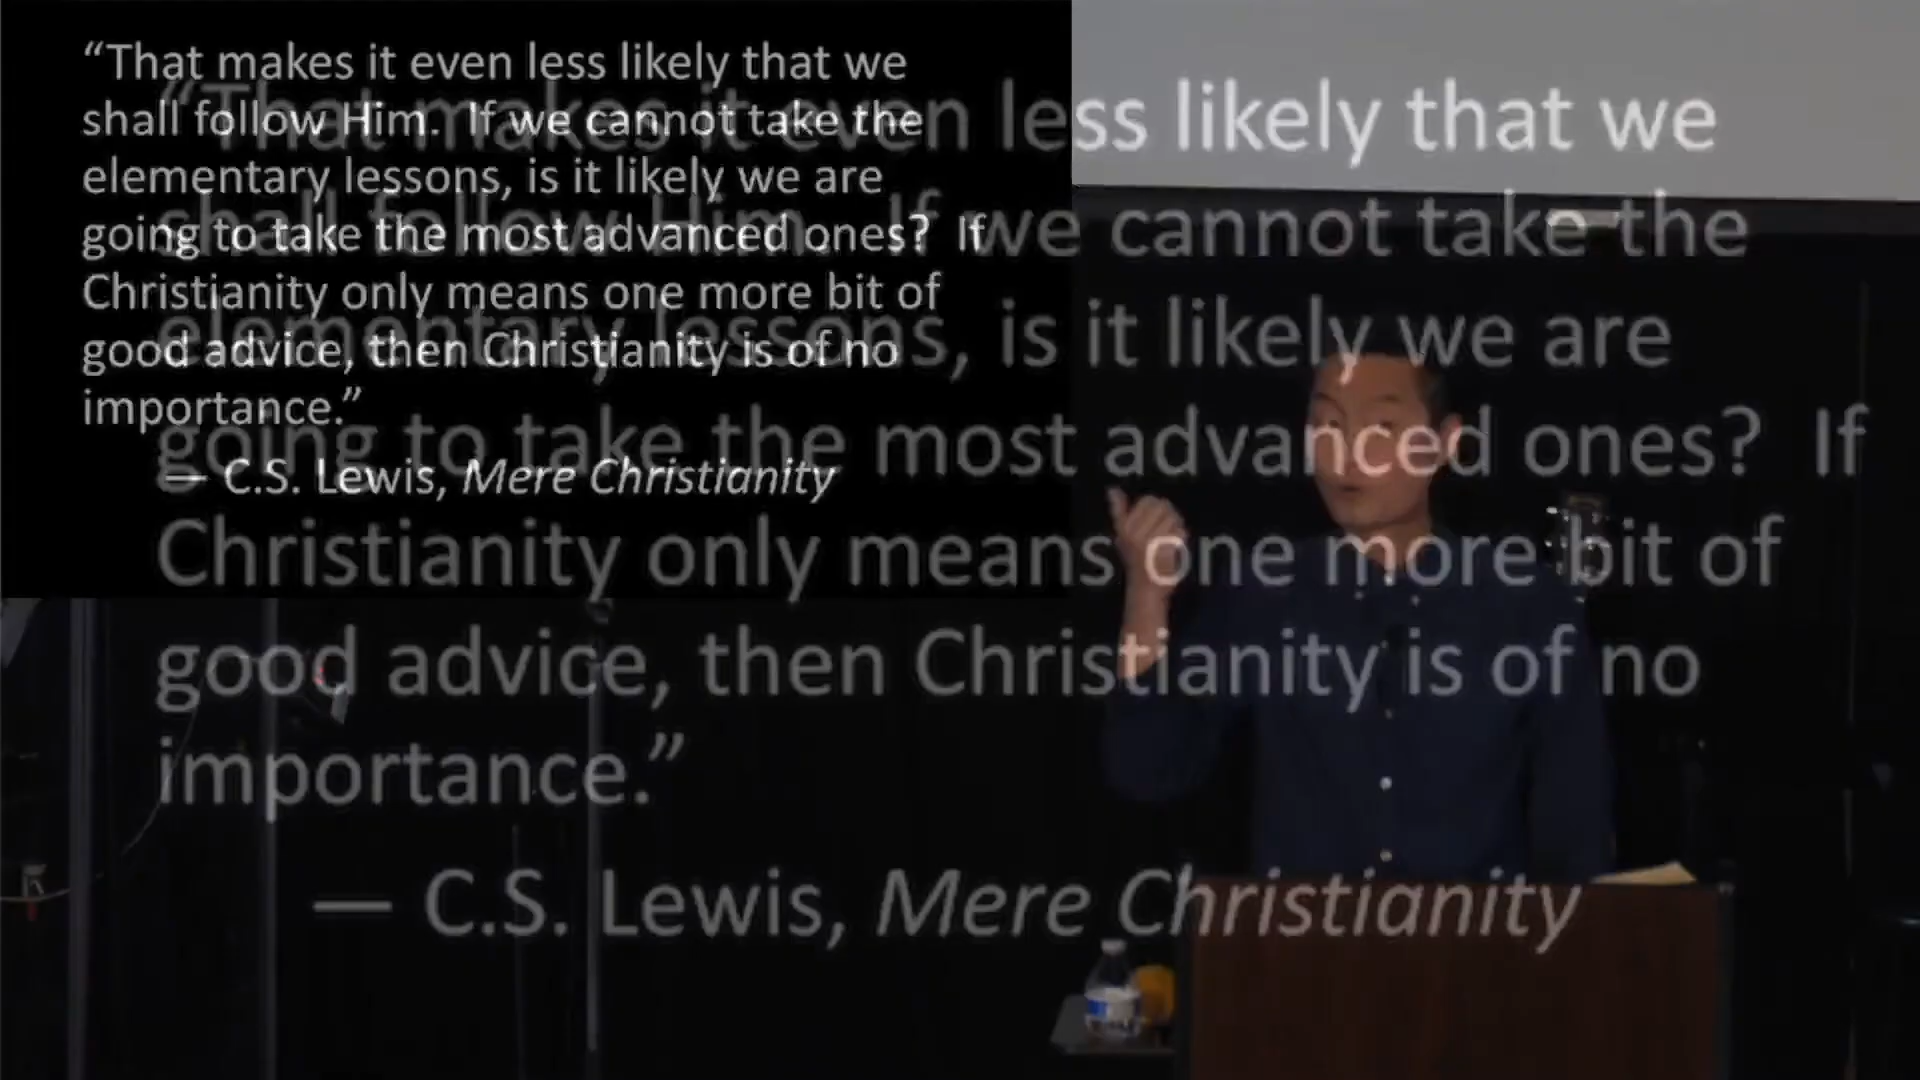 “That makes it even less likely that we
shall follow Him.  If we cannot take the
elementary lessons, is it likely we are
going to take the most advanced ones?  If
Christianity only means one more bit of
good advice, then Christianity is of no
importance.”
— C.S. Lewis, Mere Christianity
“That makes it even less likely that we
shall follow Him.  If we cannot take the
elementary lessons, is it likely we are
going to take the most advanced ones?  If
Christianity only means one more bit of
good advice, then Christianity is of no
importance.”
— C.S. Lewis, Mere Christianity